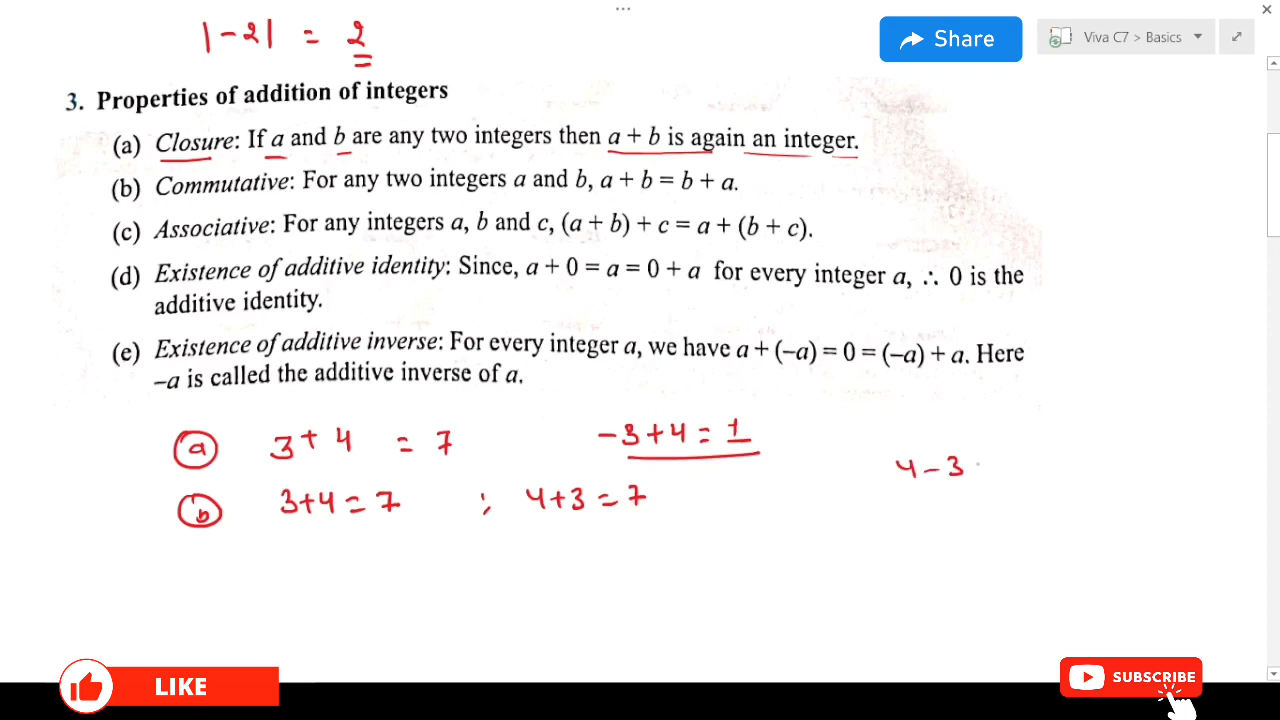 |-2| = 2
Share
Viva C7 > Basics
3. Properties of addition of integers
(a) Closure: If a and b are any two integers then a + b is again an integer.
(b) Commutative: For any two integers a and b, a + b = b + a.
(c) Associative: For any integers a, b and c, (a + b) + c = a + (b + c).
(d) Existence of additive identity: Since, a + 0 = a = 0 + a for every integer a, ∴ 0 is the
additive identity.
(e) Existence of additive inverse: For every integer a, we have a + (–a) = 0 = (–a) + a. Here
–a is called the additive inverse of a.
(a) 3 + 4 = 7 -3+4=1
4-3
(b) 3+4=7 ; 4+3=7
LIKE
SUBSCRIBE